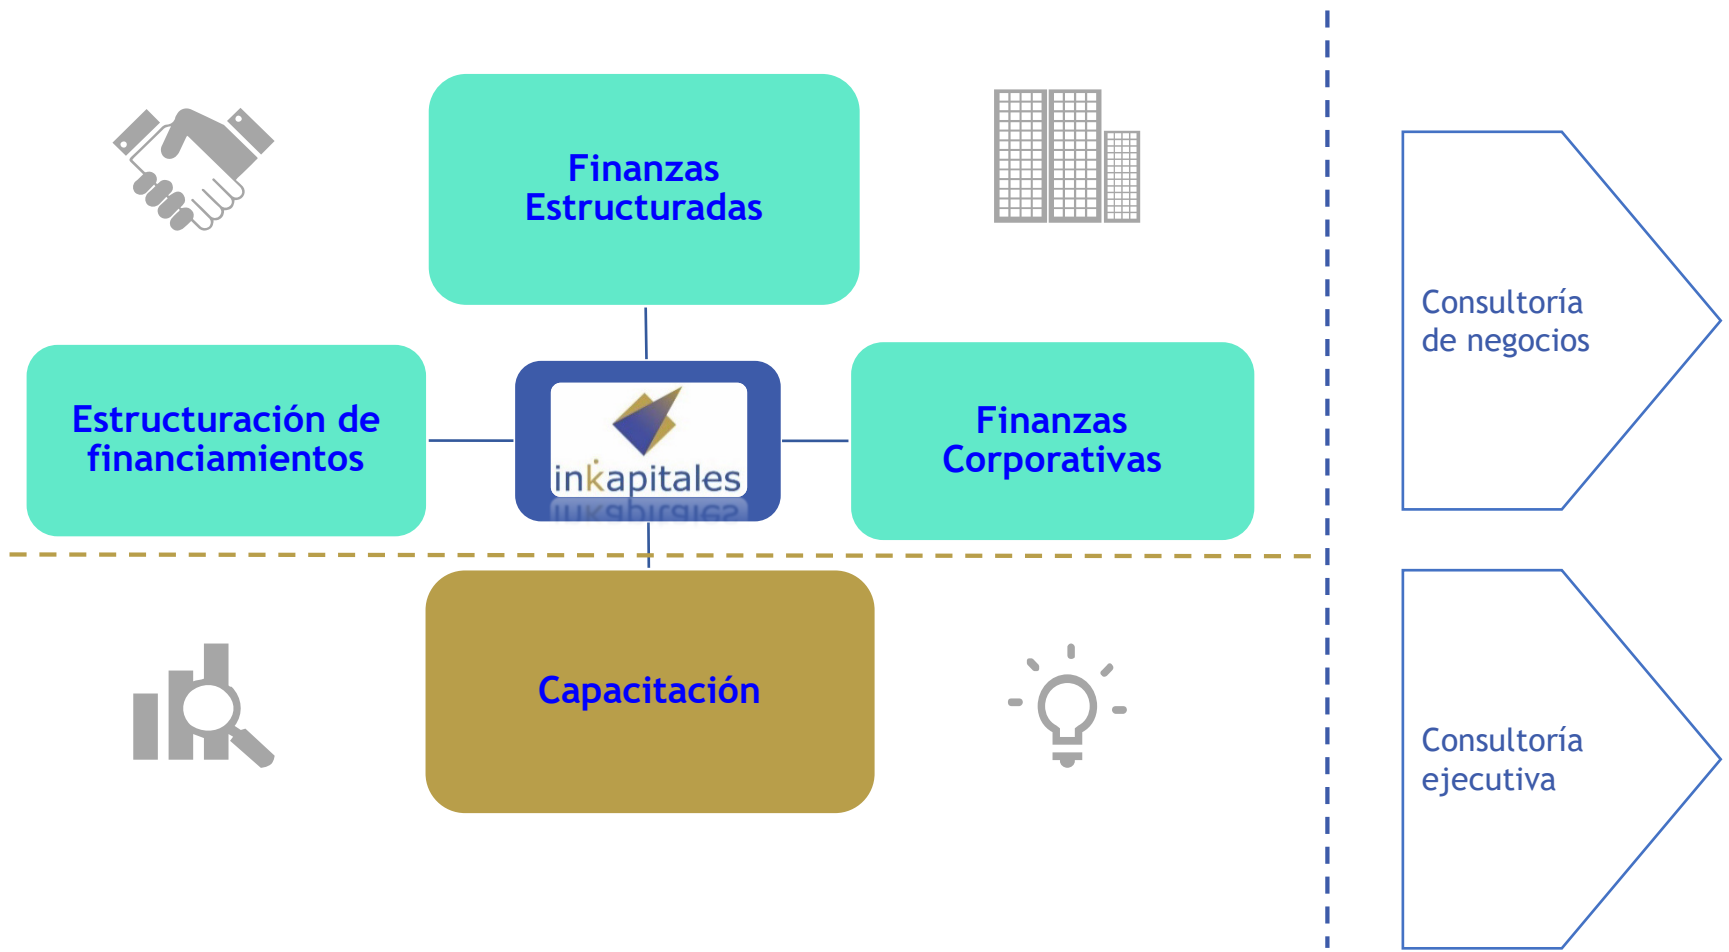 Finanzas
Estructuradas
Estructuración de
financiamientos
inkapitales
Finanzas
Corporativas
Capacitación
Consultoría
de negocios
Consultoría
ejecutiva